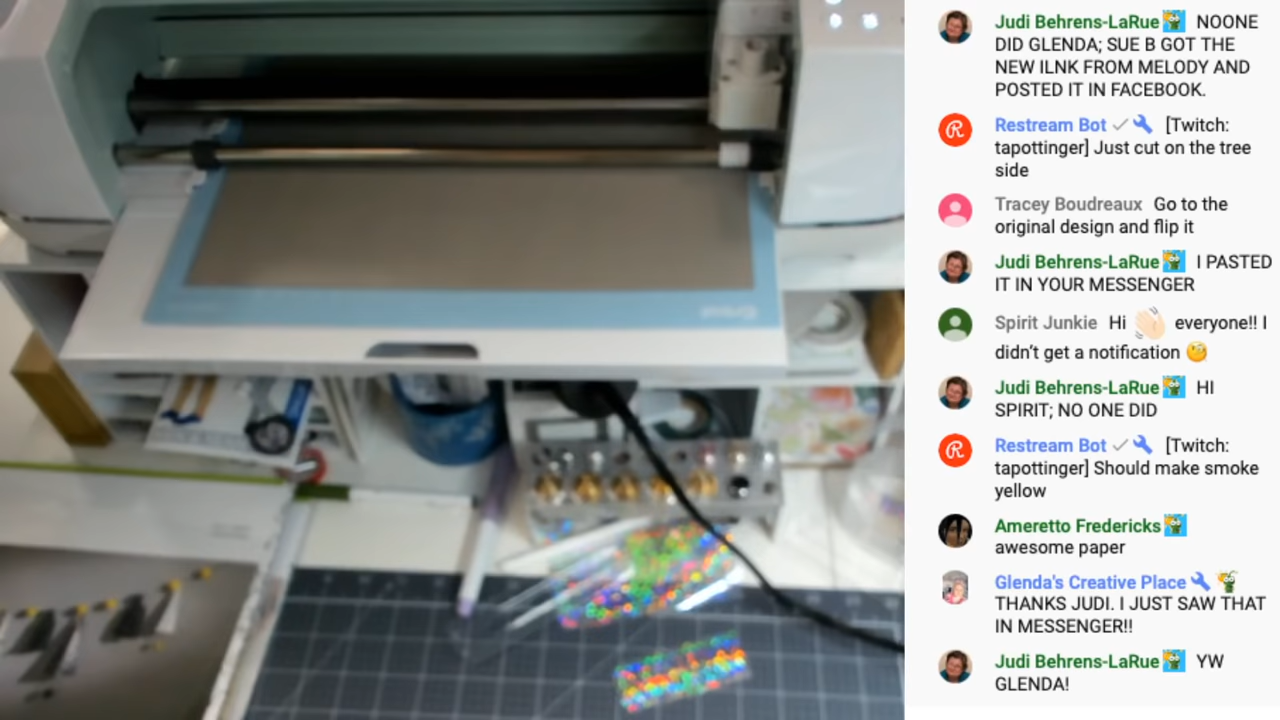 Judi Behrens-LaRue NOONE
DID GLENDA; SUE B GOT THE
NEW ILNK FROM MELODY AND
POSTED IT IN FACEBOOK.
Restream Bot [Twitch:
tapottinger] Just cut on the tree
side
Tracey Boudreaux Go to the
original design and flip it
Judi Behrens-LaRue I PASTED
IT IN YOUR MESSENGER
Spirit Junkie Hi 👋🏻 everyone!! I
didn't get a notification 🧐
Judi Behrens-LaRue HI
SPIRIT; NO ONE DID
Restream Bot [Twitch:
tapottinger] Should make smoke
yellow
Ameretto Fredericks
awesome paper
Glenda's Creative Place
THANKS JUDI. I JUST SAW THAT
IN MESSENGER!!
Judi Behrens-LaRue YW
GLENDA!